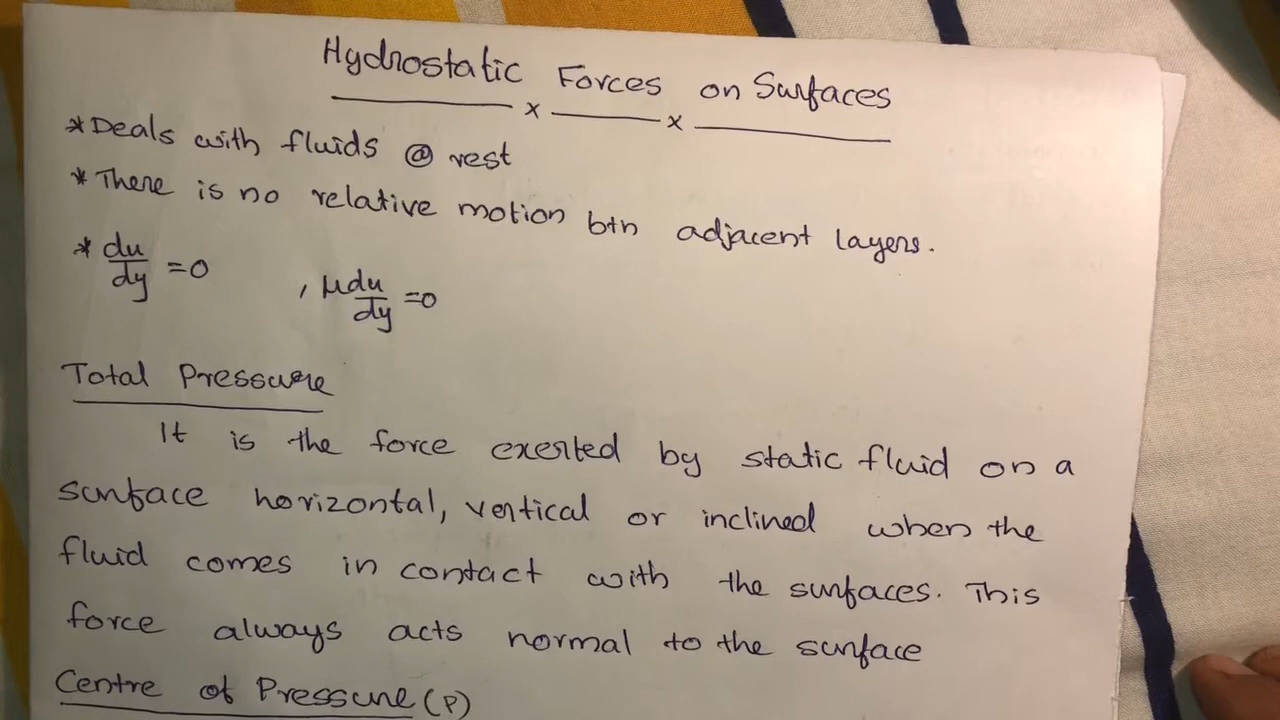 Hydrostatic Forces on Surfaces
x x
* Deals with fluids @ rest
* There is no relative motion btn adjacent layers.
* du/dy = 0 , μ du/dy = 0
Total Pressure
It is the force exerted by static fluid on a
surface horizontal, vertical or inclined when the
fluid comes in contact with the surfaces. This
force always acts normal to the surface
Centre of Pressure (P)